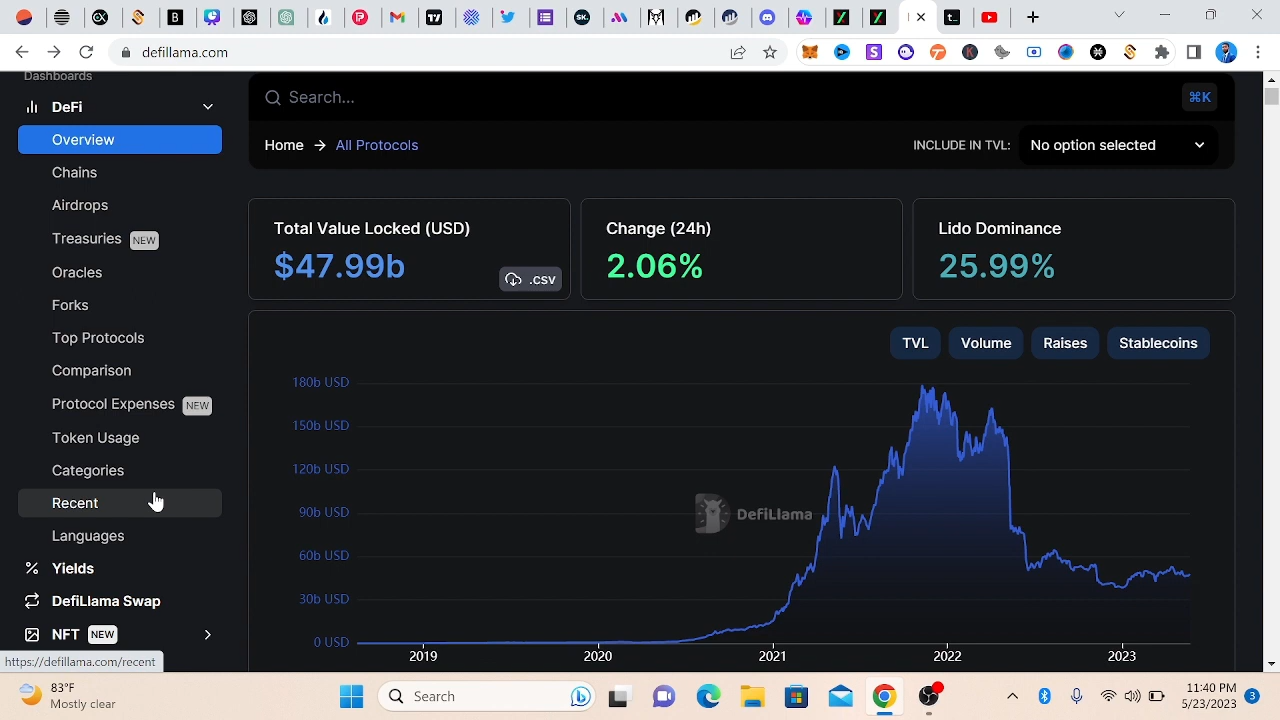 defillama.com
Dashboards
DeFi
Overview
Chains
Airdrops
Treasuries NEW
Oracles
Forks
Top Protocols
Comparison
Protocol Expenses NEW
Token Usage
Categories
Recent
Languages
Yields
DefiLlama Swap
NFT NEW
https://defillama.com/recent
Search...
⌘K
Home → All Protocols
INCLUDE IN TVL: No option selected
Total Value Locked (USD)
$47.99b
.csv
Change (24h)
2.06%
Lido Dominance
25.99%
TVL Volume Raises Stablecoins
180b USD
150b USD
120b USD
90b USD
60b USD
30b USD
0 USD
DefiLlama
2019 2020 2021 2022 2023
83°F
Mostly clear
Search
11:40 PM
5/23/2023
3